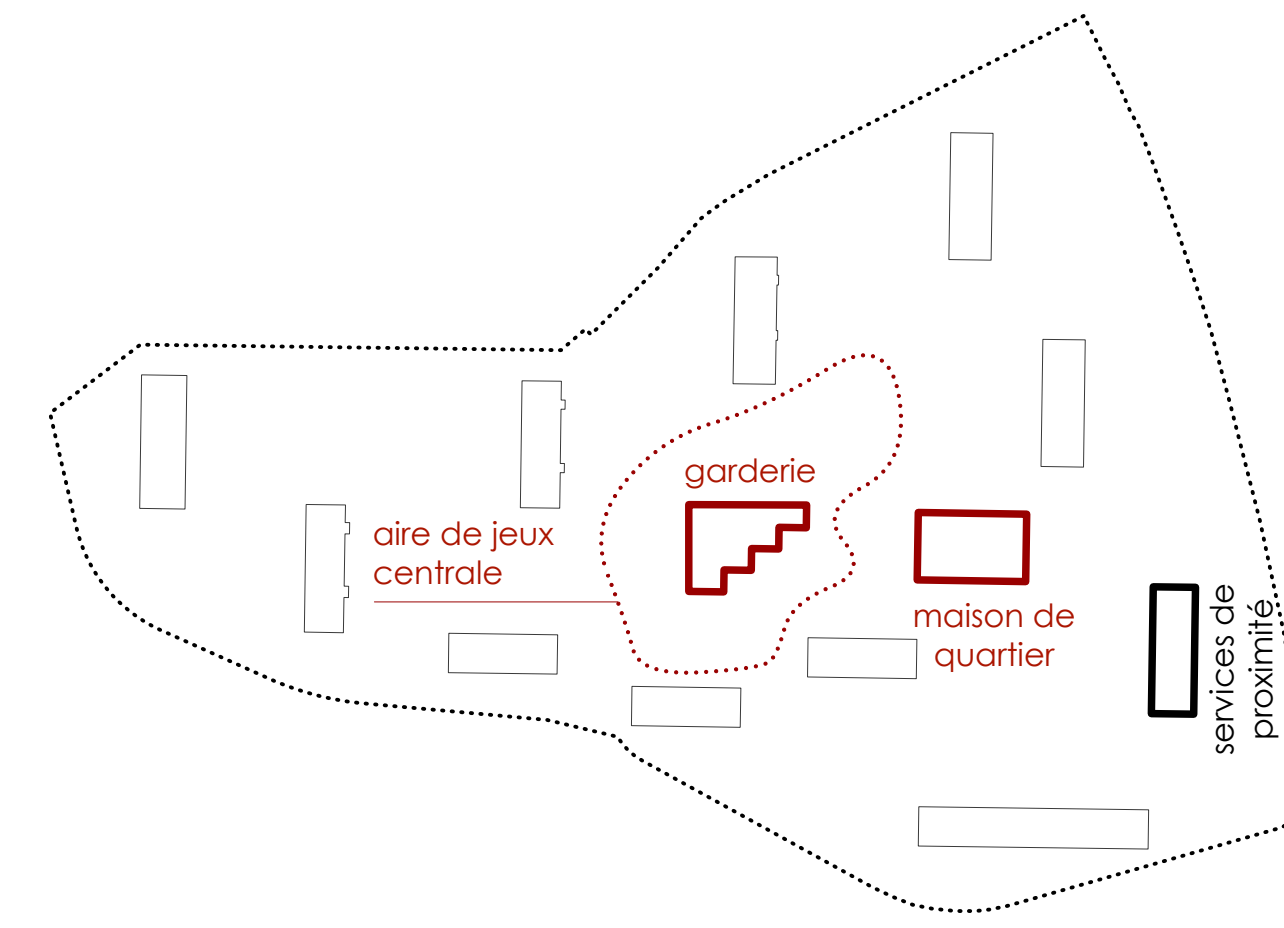 garderie
aire de jeux
centrale
maison de
quartier
services de
proximité